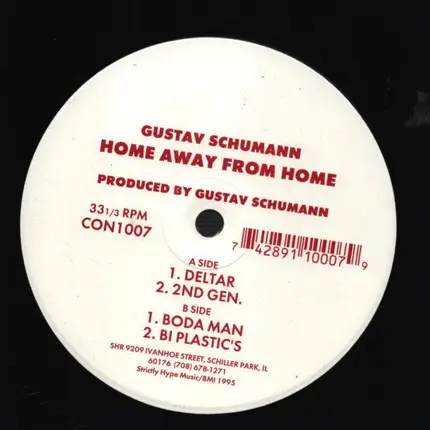 GUSTAV SCHUMANN
HOME AWAY FROM HOME
PRODUCED BY GUSTAV SCHUMANN
33 1/3 RPM
CON1007
7 42891 10007 9
A SIDE
1. DELTAR
2. 2ND GEN.
B SIDE
1. BODA MAN
2. BI PLASTIC'S
SHR 9209 IVANHOE STREET, SCHILLER PARK, IL
60176 (708) 678-1271
Strictly Hype Music/BMI 1995